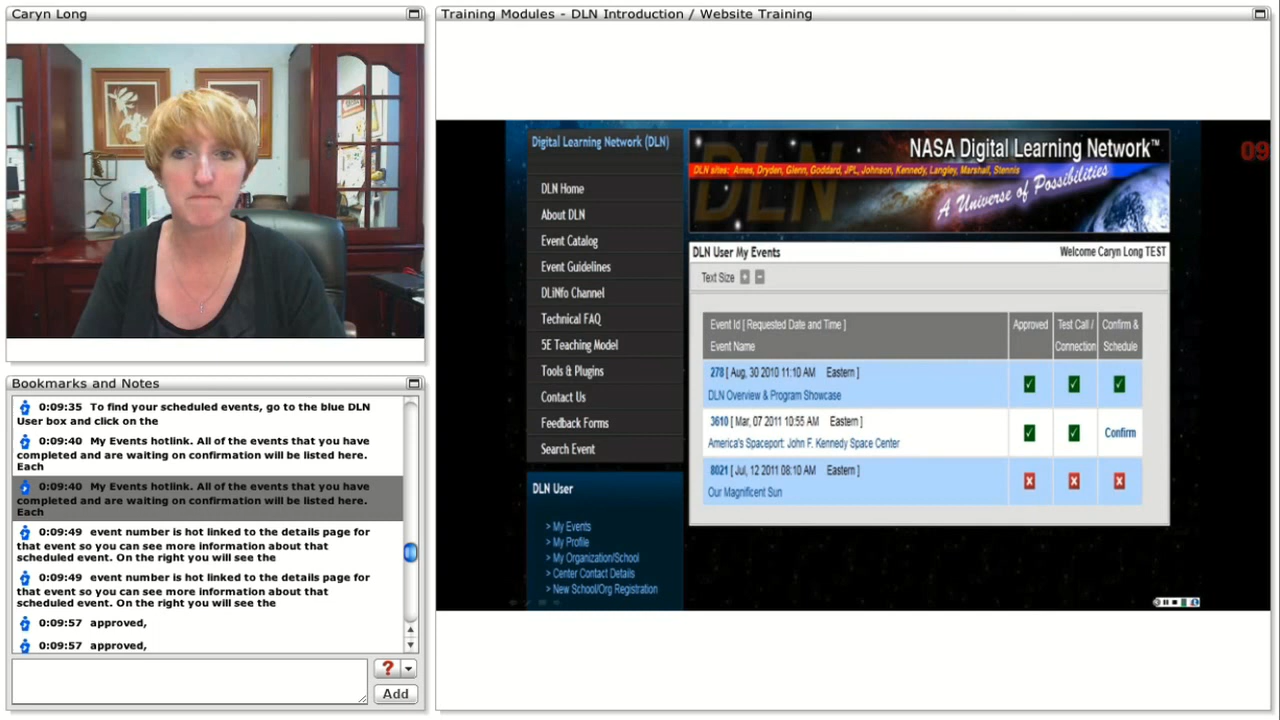 Caryn Long
Training Modules - DLN Introduction / Website Training
Bookmarks and Notes
0:09:35 To find your scheduled events, go to the blue DLN
User box and click on the
0:09:40 My Events hotlink. All of the events that you have
completed and are waiting on confirmation will be listed here.
Each
0:09:40 My Events hotlink. All of the events that you have
completed and are waiting on confirmation will be listed here.
Each
0:09:49 event number is hot linked to the details page for
that event so you can see more information about that
scheduled event. On the right you will see the
0:09:49 event number is hot linked to the details page for
that event so you can see more information about that
scheduled event. On the right you will see the
0:09:57 approved,
0:09:57 approved,
?
Add
Digital Learning Network (DLN)
DLN Home
About DLN
Event Catalog
Event Guidelines
DLiNfo Channel
Technical FAQ
5E Teaching Model
Tools & Plugins
Contact Us
Feedback Forms
Search Event
DLN User
> My Events
> My Profile
> My Organization/School
> Center Contact Details
> New School/Org Registration
DLN
NASA Digital Learning Network™
DLN sites: Ames, Dryden, Glenn, Goddard, JPL, Johnson, Kennedy, Langley, Marshall, Stennis
A Universe of Possibilities
09
DLN User My Events
Welcome Caryn Long TEST
Text Size + -
Event Id [ Requested Date and Time ]
Event Name
Approved
Test Call /
Connection
Confirm &
Schedule
278 [ Aug, 30 2010 11:10 AM Eastern ]
DLN Overview & Program Showcase
3610 [ Mar, 07 2011 10:55 AM Eastern ]
America's Spaceport: John F. Kennedy Space Center
Confirm
8021 [ Jul, 12 2011 08:10 AM Eastern ]
Our Magnificent Sun